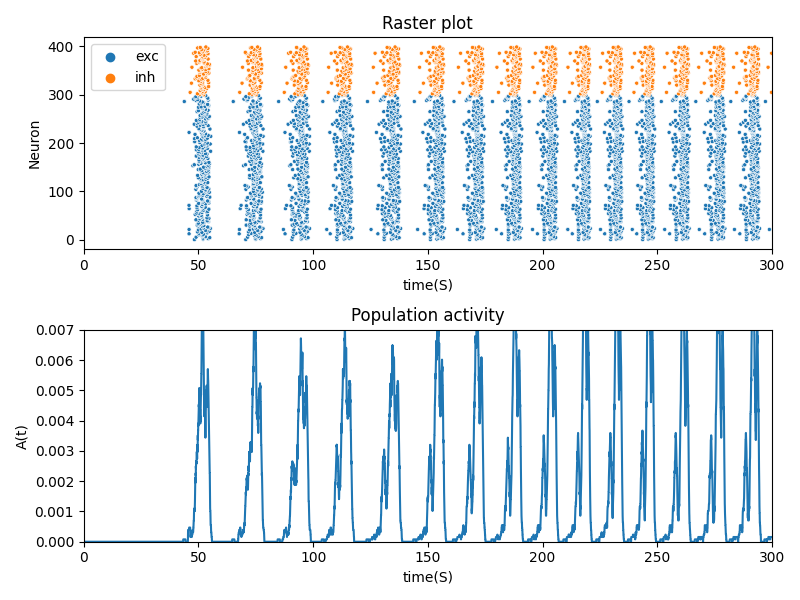 Raster plot
exc
inh
400
300
200
100
0
Neuron
0 50 100 150 200 250 300
time(S)
Population activity
0.007
0.006
0.005
0.004
0.003
0.002
0.001
0.000
A(t)
0 50 100 150 200 250 300
time(S)